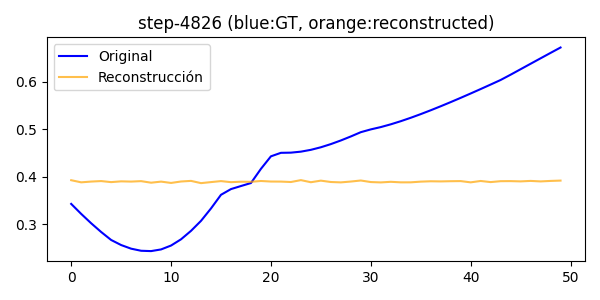 step-4826 (blue:GT, orange:reconstructed)
Original
Reconstrucción
0.6
0.5
0.4
0.3
0 10 20 30 40 50